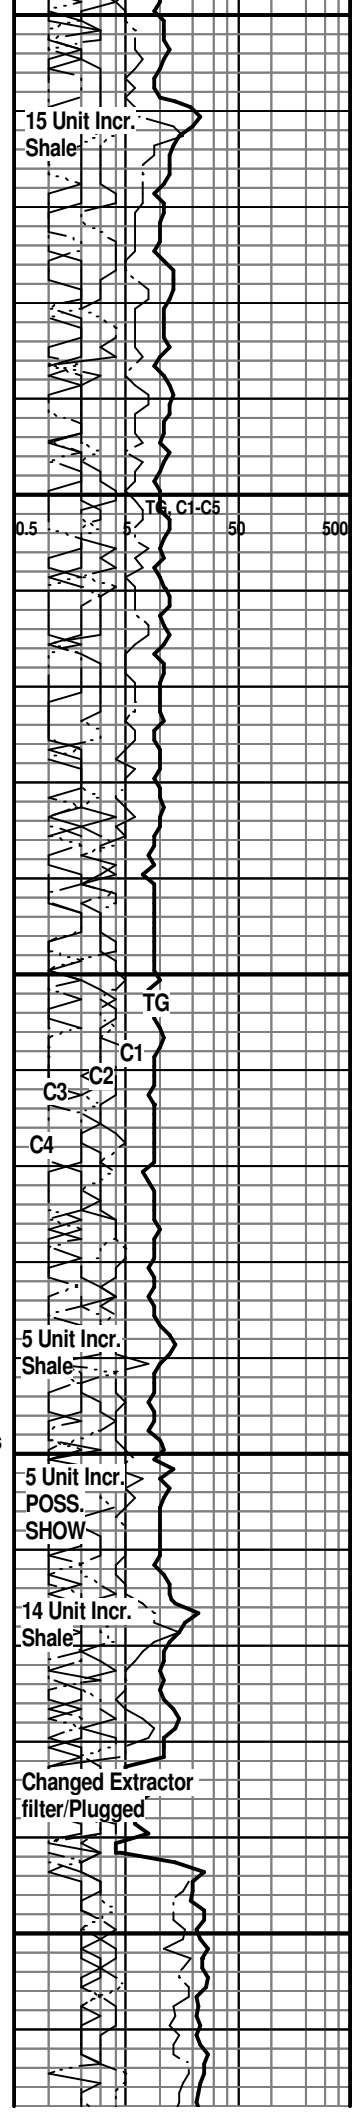 15 Unit Incr.
Shale
TG, C1-C5
0.5 5 50 500
TG
C1
C2
C3
C4
5 Unit Incr.
Shale
5 Unit Incr.
POSS.
SHOW
14 Unit Incr.
Shale
Changed Extractor
filter/Plugged